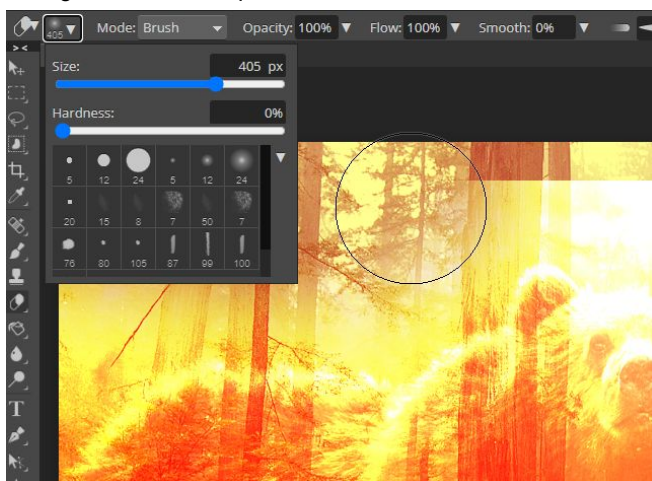 405 Mode: Brush Opacity: 100% Flow: 100% Smooth: 0%
Size: 405 px
Hardness: 0%
5 12 24 5 12 24
20 15 8 7 50 7
76 80 105 87 99 100
T